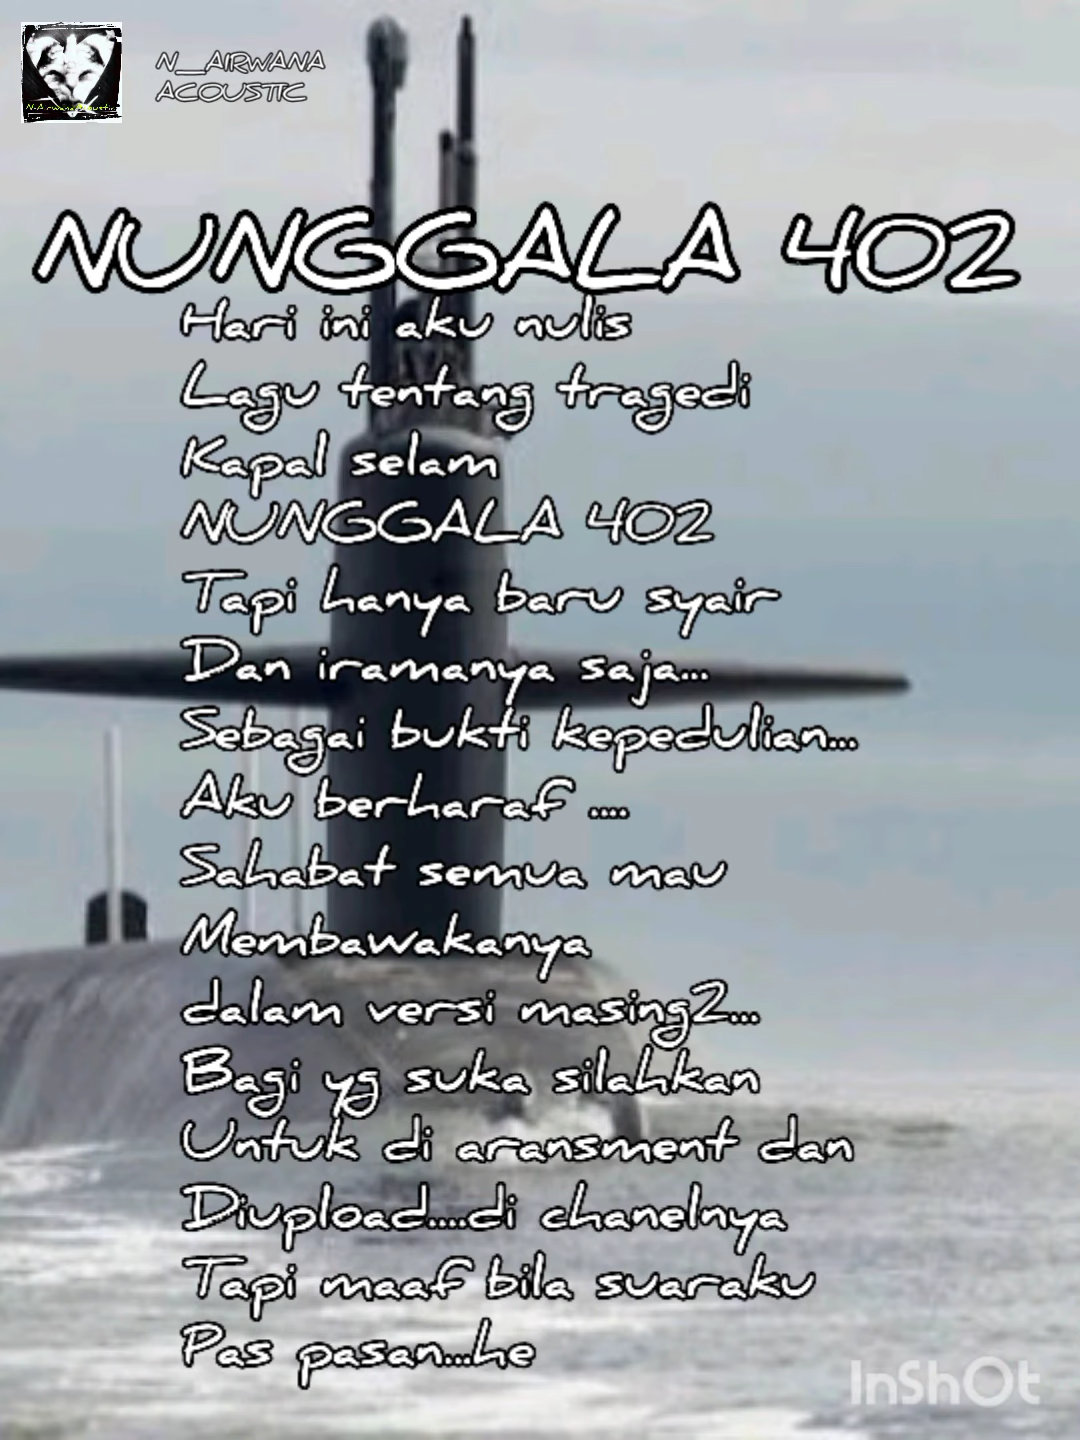 N_AIRWANA
ACOUSTIC
NUNGGALA 402
Hari ini aku nulis
Lagu tentang tragedi
Kapal selam
NUNGGALA 402
Tapi hanya baru syair
Dan iramanya saja...
Sebagai bukti kepedulian...
Aku berharaf ....
Sahabat semua mau
Membawakanya
dalam versi masing2...
Bagi yg suka silahkan
Untuk di aransment dan
Diupload....di chanelnya
Tapi maaf bila suaraku
Pas pasan...he
InShOt